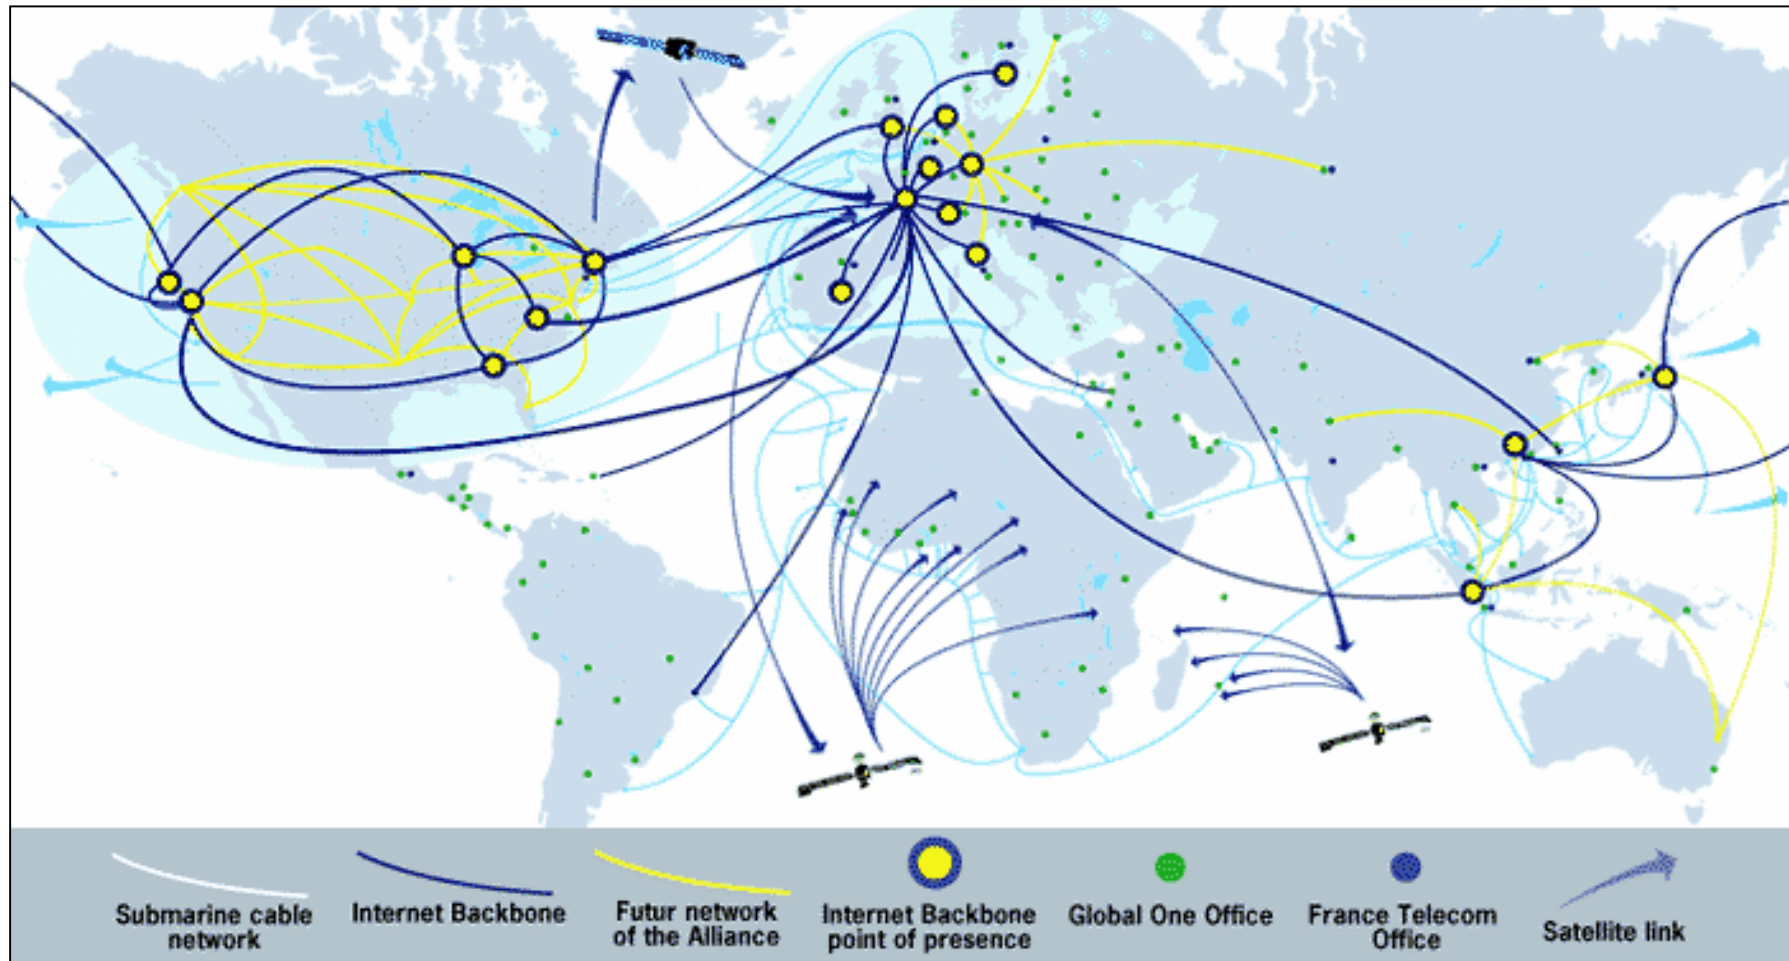 Submarine cable
network
Internet Backbone
Futur network
of the Alliance
Internet Backbone
point of presence
Global One Office
France Telecom
Office
Satellite link